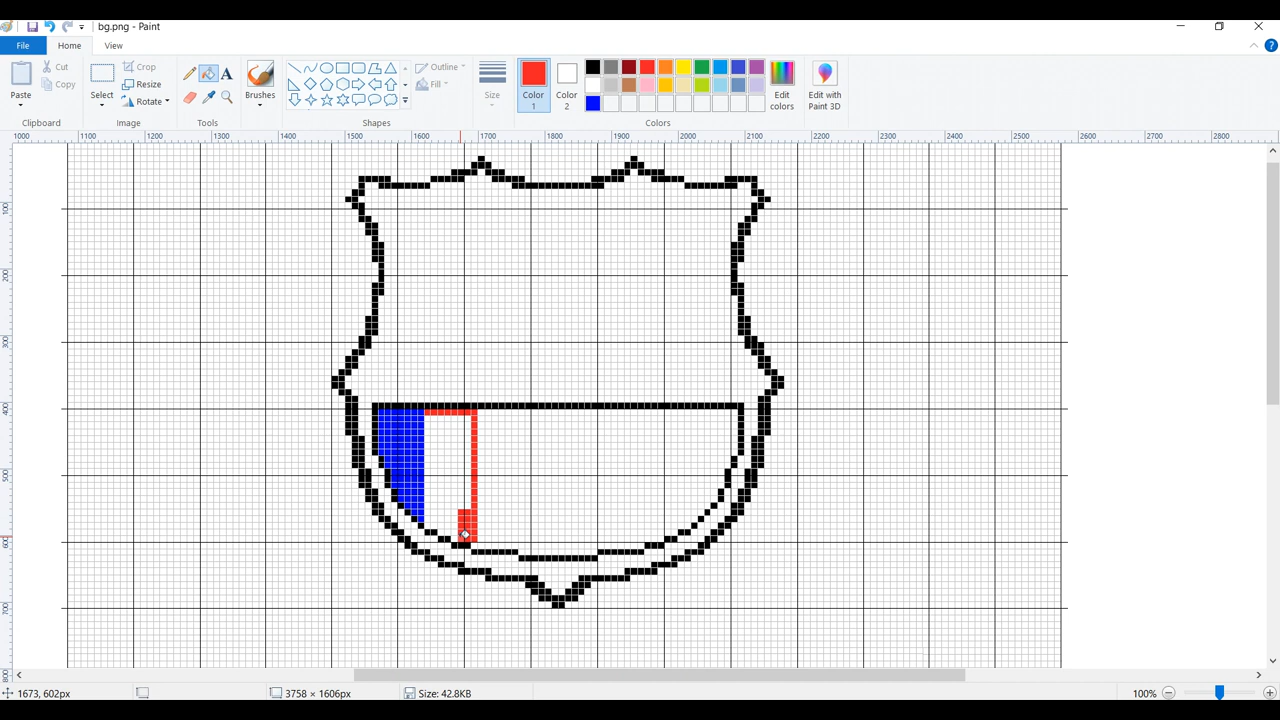 bg.png - Paint
File Home View
Paste Cut Copy Clipboard
Select Crop Resize Rotate Image
A Tools
Brushes
Outline Fill Shapes
Size
Color 1 Color 2 Edit colors Colors
Edit with Paint 3D
?
1000 1100 1200 1300 1400 1500 1600 1700 1800 1900 2000 2100 2200 2300 2400 2500 2600 2700 2800
100
200
300
400
500
600
700
800
1673, 602px 3758 × 1606px Size: 42.8KB 100%